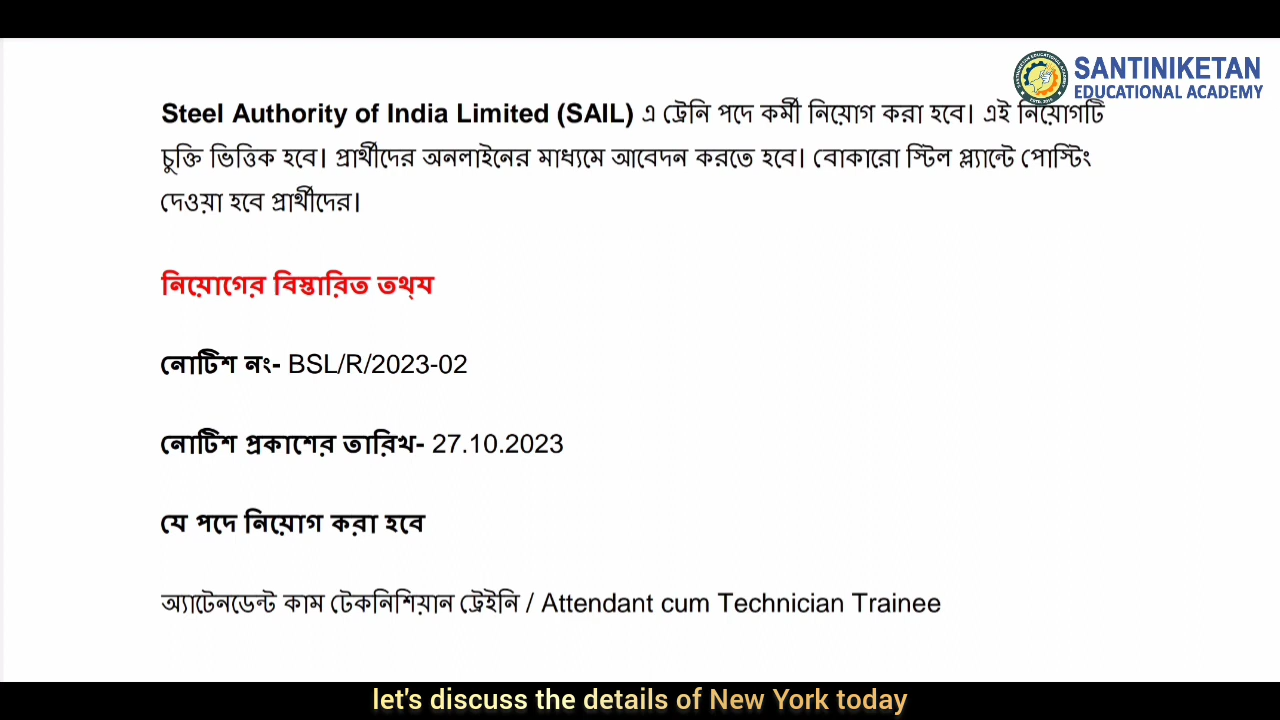 SANTINIKETAN
EDUCATIONAL ACADEMY
Steel Authority of India Limited (SAIL) এ ট্রেনি পদে কর্মী নিয়োগ করা হবে। এই নিয়োগটি
চুক্তি ভিত্তিক হবে। প্রার্থীদের অনলাইনের মাধ্যমে আবেদন করতে হবে। বোকারো স্টিল প্ল্যান্টে পোস্টিং
দেওয়া হবে প্রার্থীদের।
নিয়োগের বিস্তারিত তথ্য
নোটিশ নং- BSL/R/2023-02
নোটিশ প্রকাশের তারিখ- 27.10.2023
যে পদে নিয়োগ করা হবে
অ্যাটেনডেন্ট কাম টেকনিশিয়ান ট্রেইনি / Attendant cum Technician Trainee
let's discuss the details of New York today